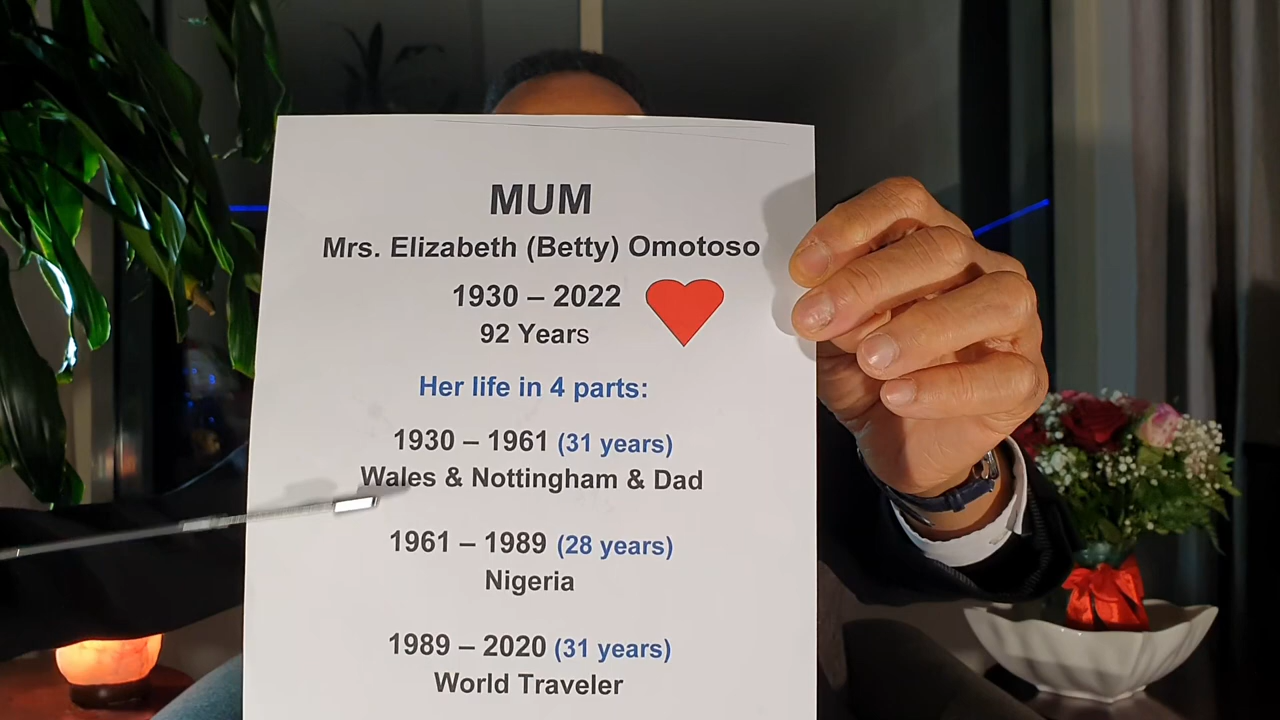 MUM
Mrs. Elizabeth (Betty) Omotoso
1930 – 2022
92 Years
Her life in 4 parts:
1930 – 1961 (31 years)
Wales & Nottingham & Dad
1961 – 1989 (28 years)
Nigeria
1989 – 2020 (31 years)
World Traveler